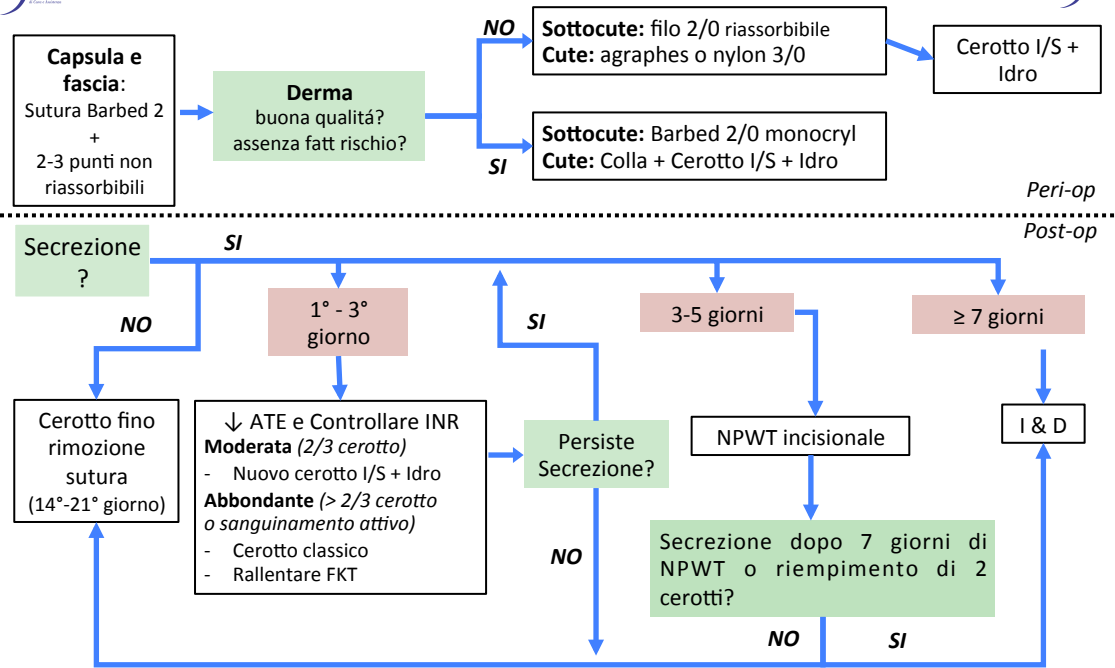 Capsula e
fascia:
Sutura Barbed 2
+
2-3 punti non
riassorbibili
Derma
buona qualitá?
assenza fatt rischio?
NO
Sottocute: filo 2/0 riassorbibile
Cute: agraphes o nylon 3/0
Cerotto I/S +
Idro
SI
Sottocute: Barbed 2/0 monocryl
Cute: Colla + Cerotto I/S + Idro
Peri-op
Post-op
Secrezione
?
SI
NO
1° - 3°
giorno
SI
3-5 giorni
≥ 7 giorni
Cerotto fino
rimozione
sutura
(14°-21° giorno)
↓ ATE e Controllare INR
Moderata (2/3 cerotto)
- Nuovo cerotto I/S + Idro
Abbondante (> 2/3 cerotto
o sanguinamento attivo)
- Cerotto classico
- Rallentare FKT
Persiste
Secrezione?
NPWT incisionale
I & D
NO
Secrezione dopo 7 giorni di
NPWT o riempimento di 2
cerotti?
NO
SI